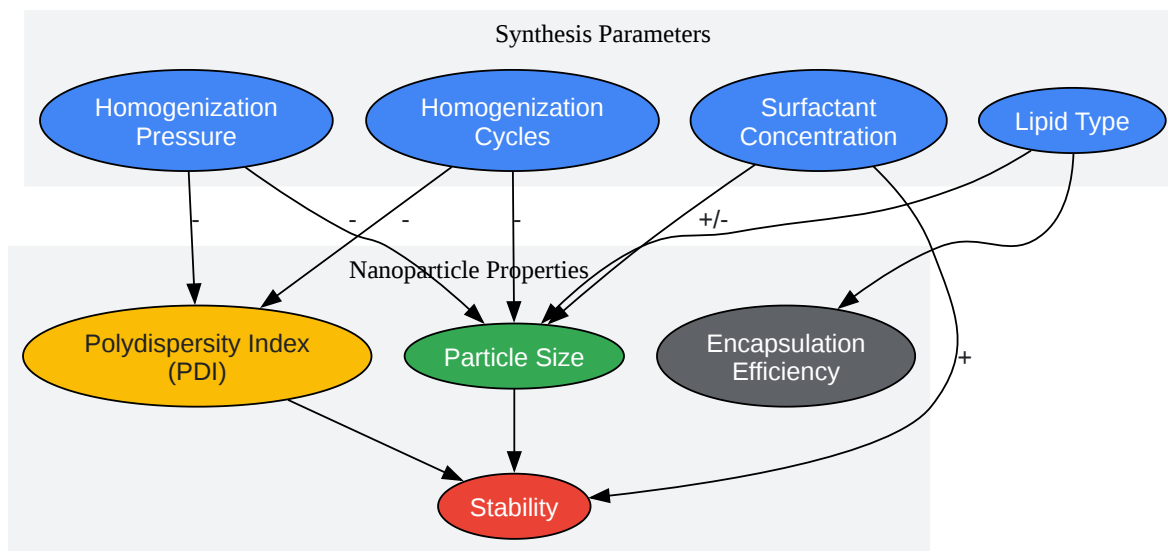 Synthesis Parameters
Homogenization
Pressure
Homogenization
Cycles
Surfactant
Concentration
Lipid Type
-
-
-
-
+/-
Nanoparticle Properties
Polydispersity Index
(PDI)
Particle Size
Encapsulation
Efficiency
+
Stability